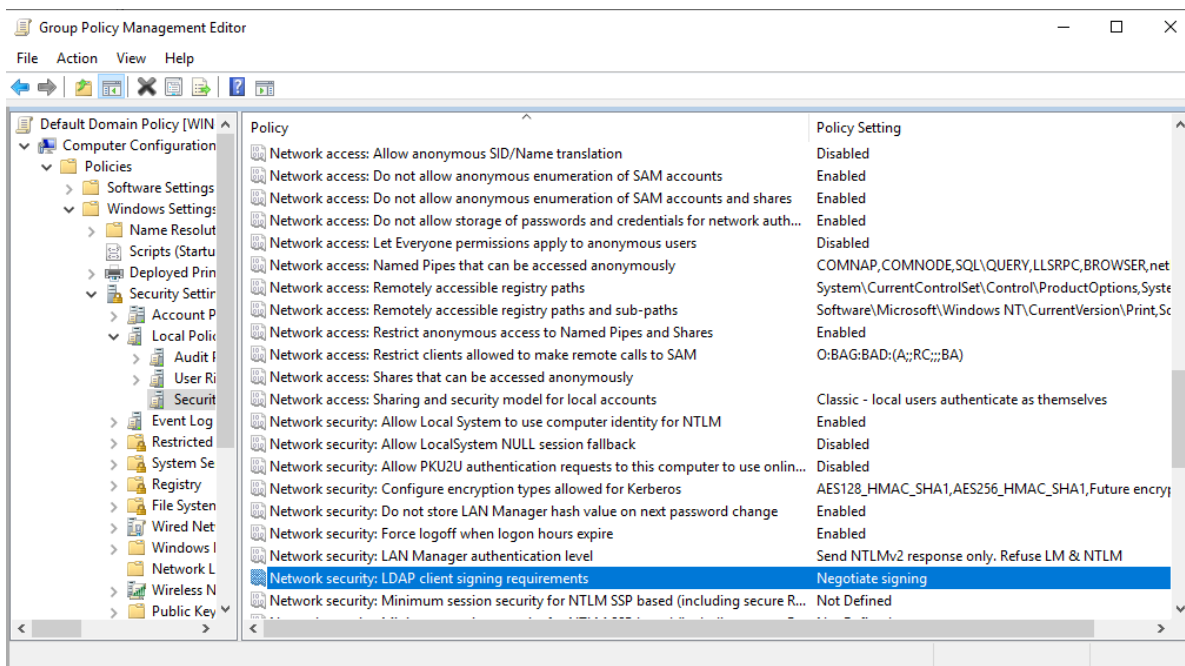 Group Policy Management Editor
File Action View Help
Default Domain Policy [WIN
Computer Configuration
Policies
Software Settings
Windows Settings
Name Resolut
Scripts (Startu
Deployed Prin
Security Settin
Account P
Local Polic
Audit P
User Ri
Securit
Event Log
Restricted
System Se
Registry
File System
Wired Net
Windows
Network L
Wireless N
Public Key
Policy Policy Setting
Network access: Allow anonymous SID/Name translation Disabled
Network access: Do not allow anonymous enumeration of SAM accounts Enabled
Network access: Do not allow anonymous enumeration of SAM accounts and shares Enabled
Network access: Do not allow storage of passwords and credentials for network auth... Enabled
Network access: Let Everyone permissions apply to anonymous users Disabled
Network access: Named Pipes that can be accessed anonymously COMNAP,COMNODE,SQL\QUERY,LLSRPC,BROWSER,net
Network access: Remotely accessible registry paths System\CurrentControlSet\Control\ProductOptions,Syste
Network access: Remotely accessible registry paths and sub-paths Software\Microsoft\Windows NT\CurrentVersion\Print,So
Network access: Restrict anonymous access to Named Pipes and Shares Enabled
Network access: Restrict clients allowed to make remote calls to SAM O:BAG:BAD:(A;;RC;;;BA)
Network access: Shares that can be accessed anonymously
Network access: Sharing and security model for local accounts Classic - local users authenticate as themselves
Network security: Allow Local System to use computer identity for NTLM Enabled
Network security: Allow LocalSystem NULL session fallback Disabled
Network security: Allow PKU2U authentication requests to this computer to use onlin... Disabled
Network security: Configure encryption types allowed for Kerberos AES128_HMAC_SHA1,AES256_HMAC_SHA1,Future encryp
Network security: Do not store LAN Manager hash value on next password change Enabled
Network security: Force logoff when logon hours expire Enabled
Network security: LAN Manager authentication level Send NTLMv2 response only. Refuse LM & NTLM
Network security: LDAP client signing requirements Negotiate signing
Network security: Minimum session security for NTLM SSP based (including secure R... Not Defined